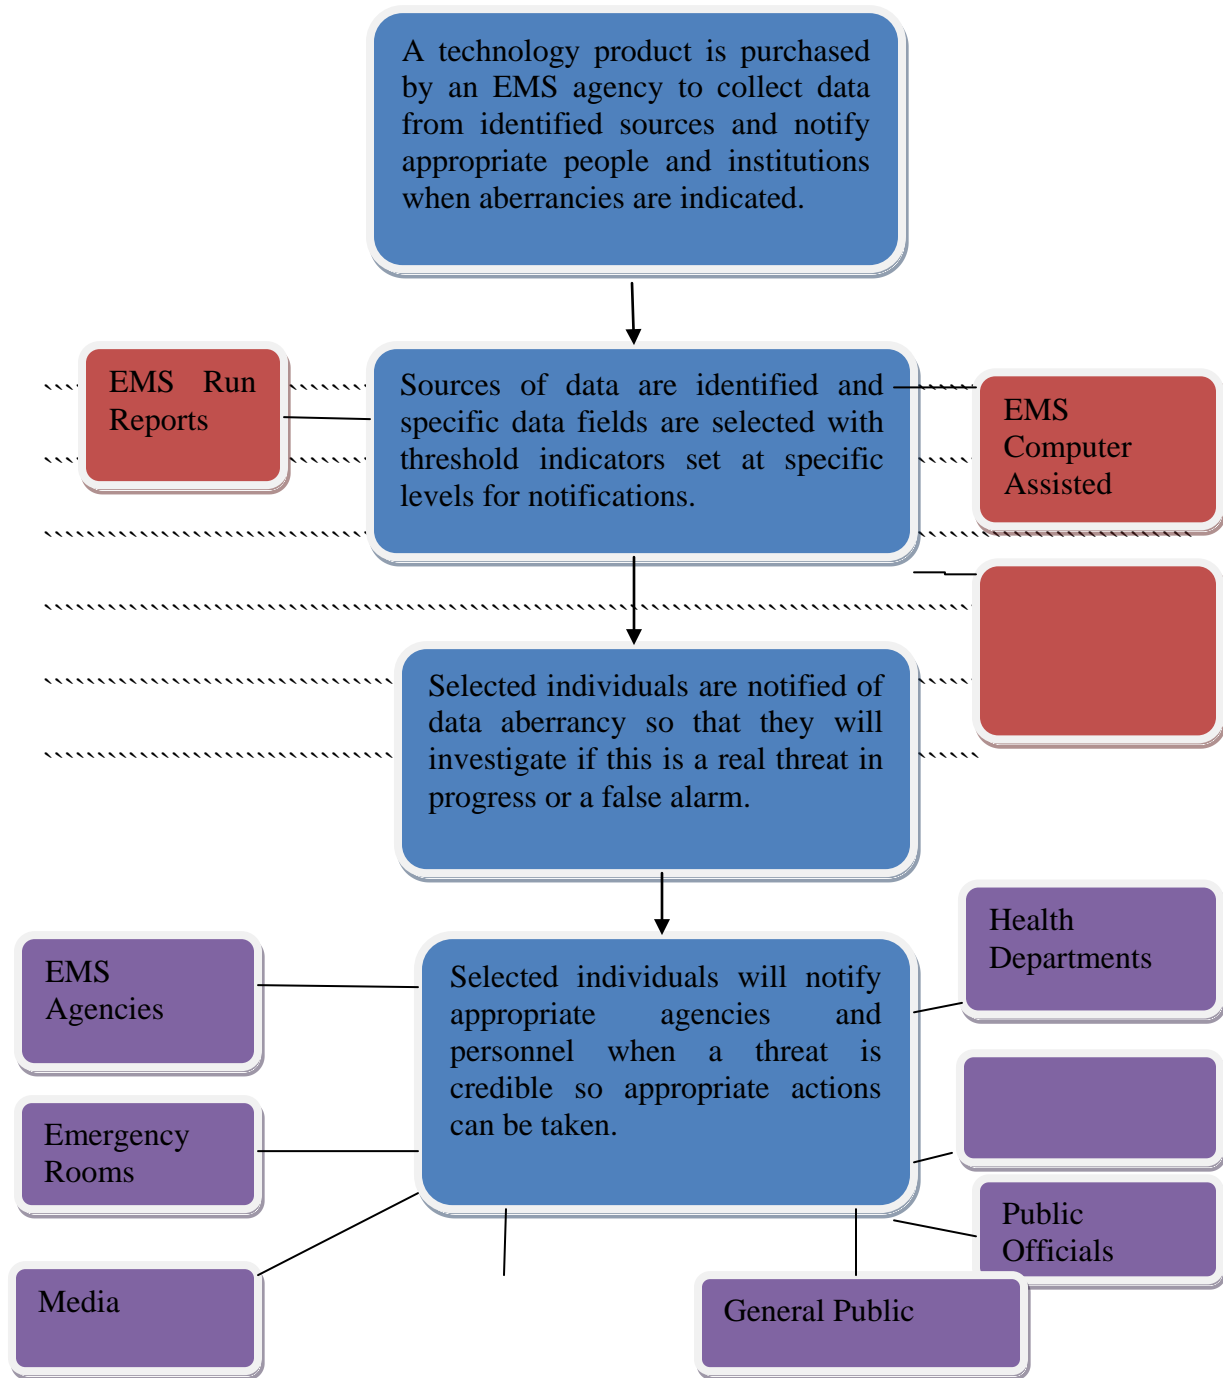 A technology product is purchased
by an EMS agency to collect data
from identified sources and notify
appropriate people and institutions
when aberrancies are indicated.
EMS Run
Reports
Sources of data are identified and
specific data fields are selected with
threshold indicators set at specific
levels for notifications.
EMS
Computer
Assisted
Selected individuals are notified of
data aberrancy so that they will
investigate if this is a real threat in
progress or a false alarm.
EMS
Agencies
Selected individuals will notify
appropriate agencies and
personnel when a threat is
credible so appropriate actions
can be taken.
Health
Departments
Emergency
Rooms
Public
Officials
Media
General Public